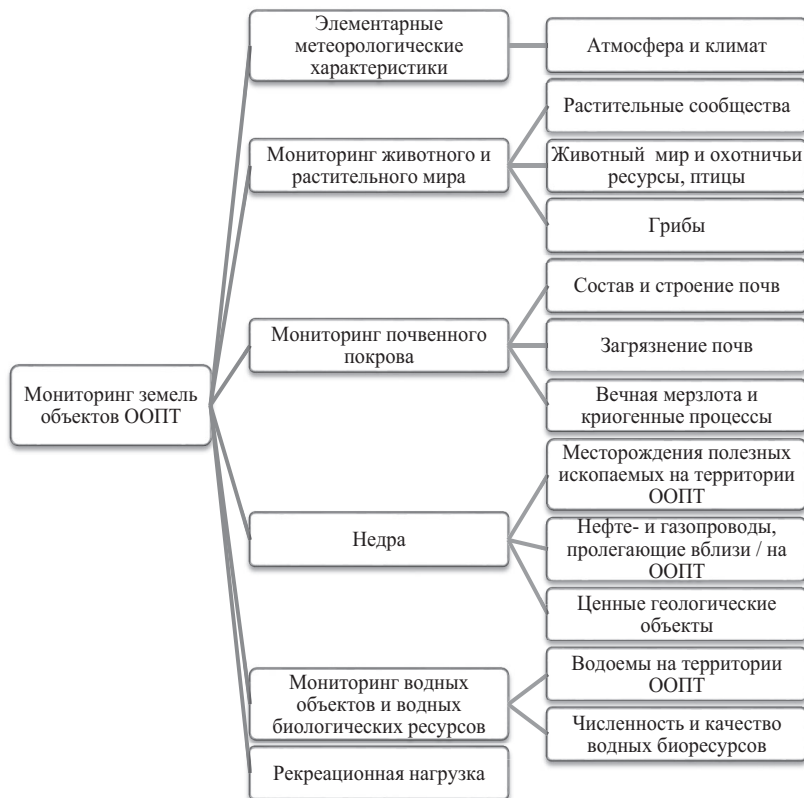 Мониторинг земель
объектов ООПТ
Элементарные
метеорологические
характеристики
Атмосфера и климат
Мониторинг животного и
растительного мира
Растительные сообщества
Животный мир и охотничьи
ресурсы, птицы
Грибы
Мониторинг почвенного
покрова
Состав и строение почв
Загрязнение почв
Вечная мерзлота и
криогенные процессы
Недра
Месторождения полезных
ископаемых на территории
ООПТ
Нефте- и газопроводы,
пролегающие вблизи / на
ООПТ
Ценные геологические
объекты
Мониторинг водных
объектов и водных
биологических ресурсов
Водоемы на территории
ООПТ
Численность и качество
водных биоресурсов
Рекреационная нагрузка